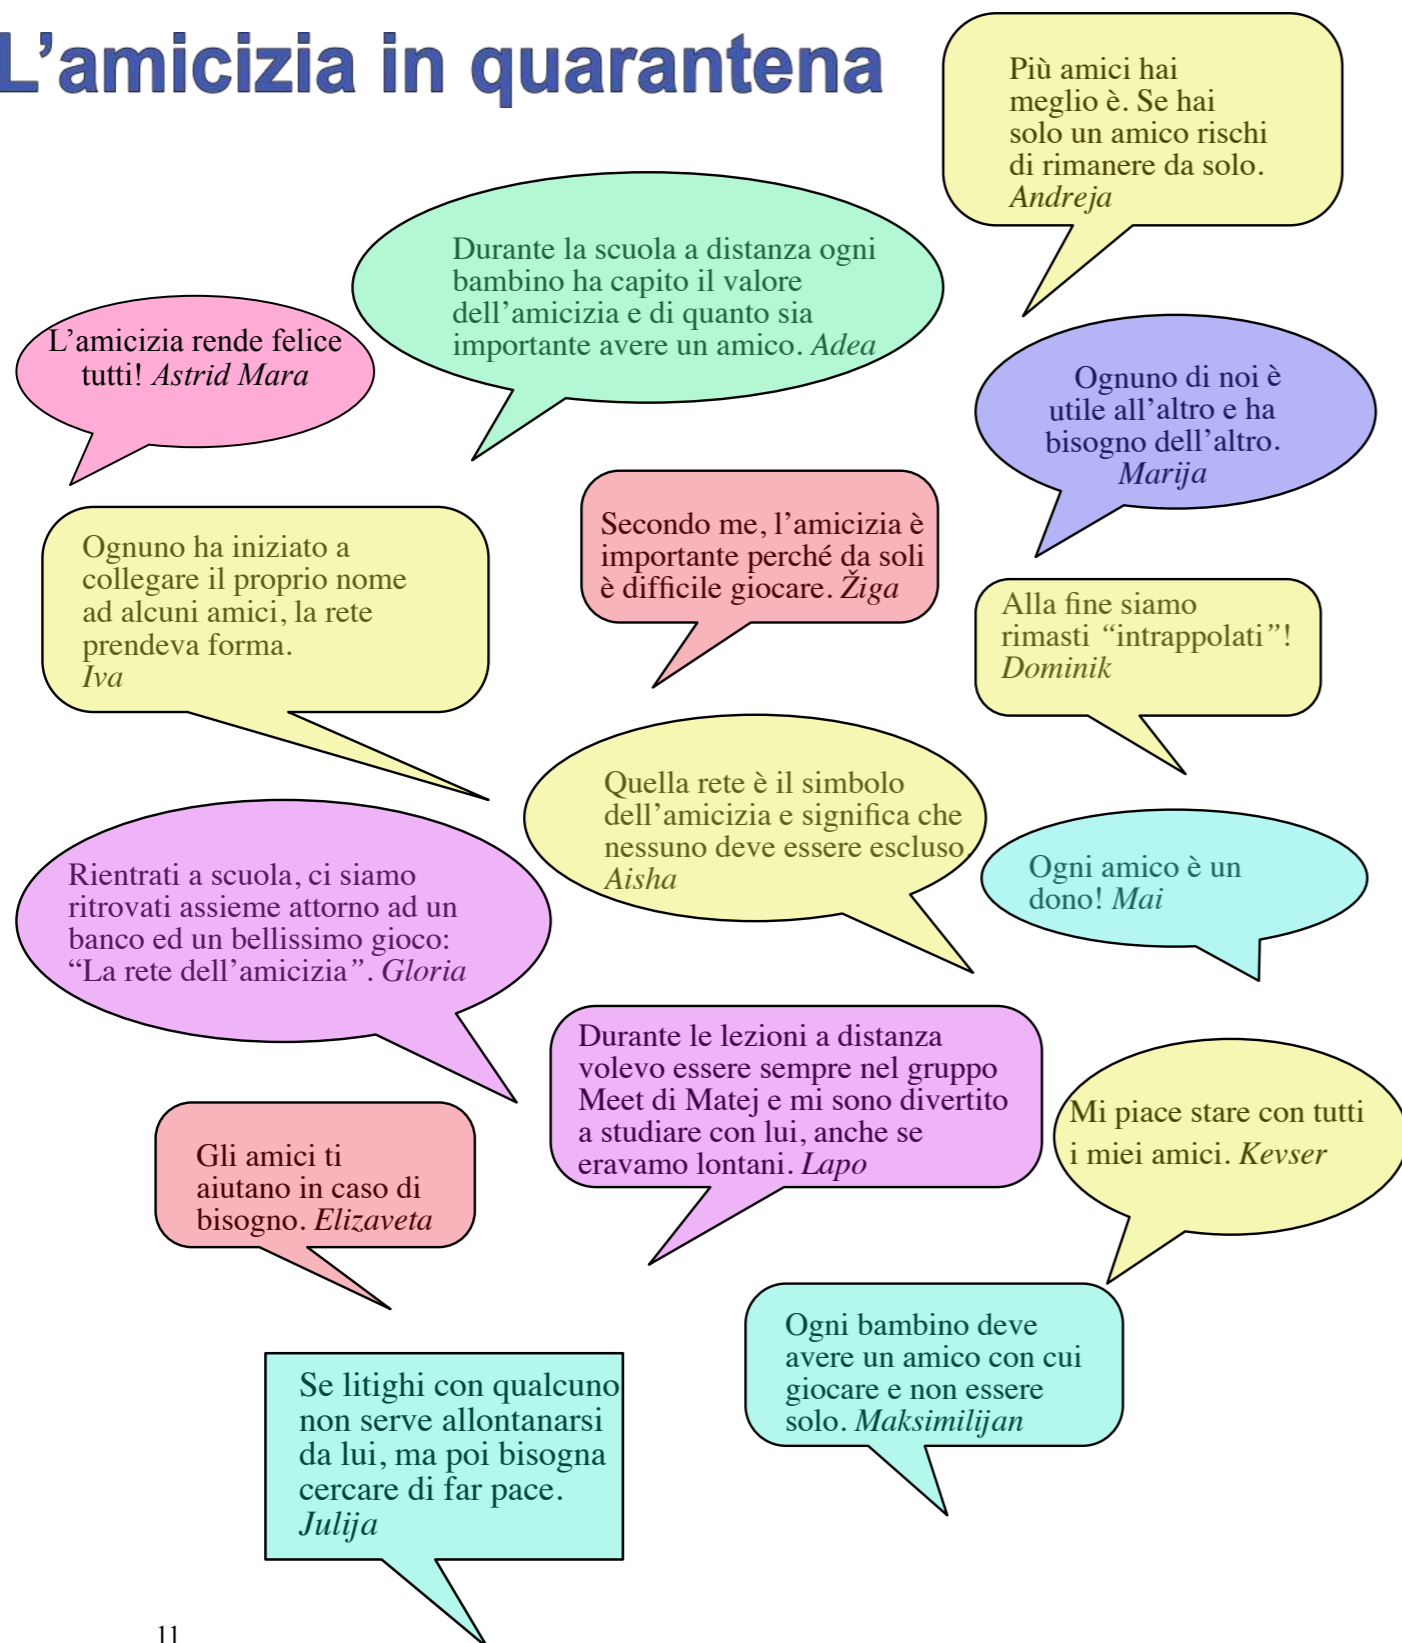 L’amicizia in quarantena
Più amici hai
meglio è. Se hai
solo un amico rischi
di rimanere da solo.
Andreja
Durante la scuola a distanza ogni
bambino ha capito il valore
dell’amicizia e di quanto sia
importante avere un amico. Adea
L’amicizia rende felice
tutti! Astrid Mara
Ognuno di noi è
utile all’altro e ha
bisogno dell’altro.
Marija
Secondo me, l’amicizia è
importante perché da soli
è difficile giocare. Žiga
Ognuno ha iniziato a
collegare il proprio nome
ad alcuni amici, la rete
prendeva forma.
Iva
Alla fine siamo
rimasti “intrappolati”!
Dominik
Quella rete è il simbolo
dell’amicizia e significa che
nessuno deve essere escluso.
Aisha
Rientrati a scuola, ci siamo
ritrovati assieme attorno ad un
banco ed un bellissimo gioco:
“La rete dell’amicizia”. Gloria
Ogni amico è un
dono! Mai
Durante le lezioni a distanza
volevo essere sempre nel gruppo
Meet di Matej e mi sono divertito
a studiare con lui, anche se
eravamo lontani. Lapo
Mi piace stare con tutti
i miei amici. Kevser
Gli amici ti
aiutano in caso di
bisogno. Elizaveta
Ogni bambino deve
avere un amico con cui
giocare e non essere
solo. Maksimilijan
Se litighi con qualcuno
non serve allontanarsi
da lui, ma poi bisogna
cercare di far pace.
Julija
11